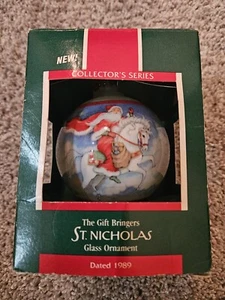 NEW!
COLLECTOR'S SERIES
The Gift Bringers
ST. NICHOLAS
Glass Ornament
Dated 1989